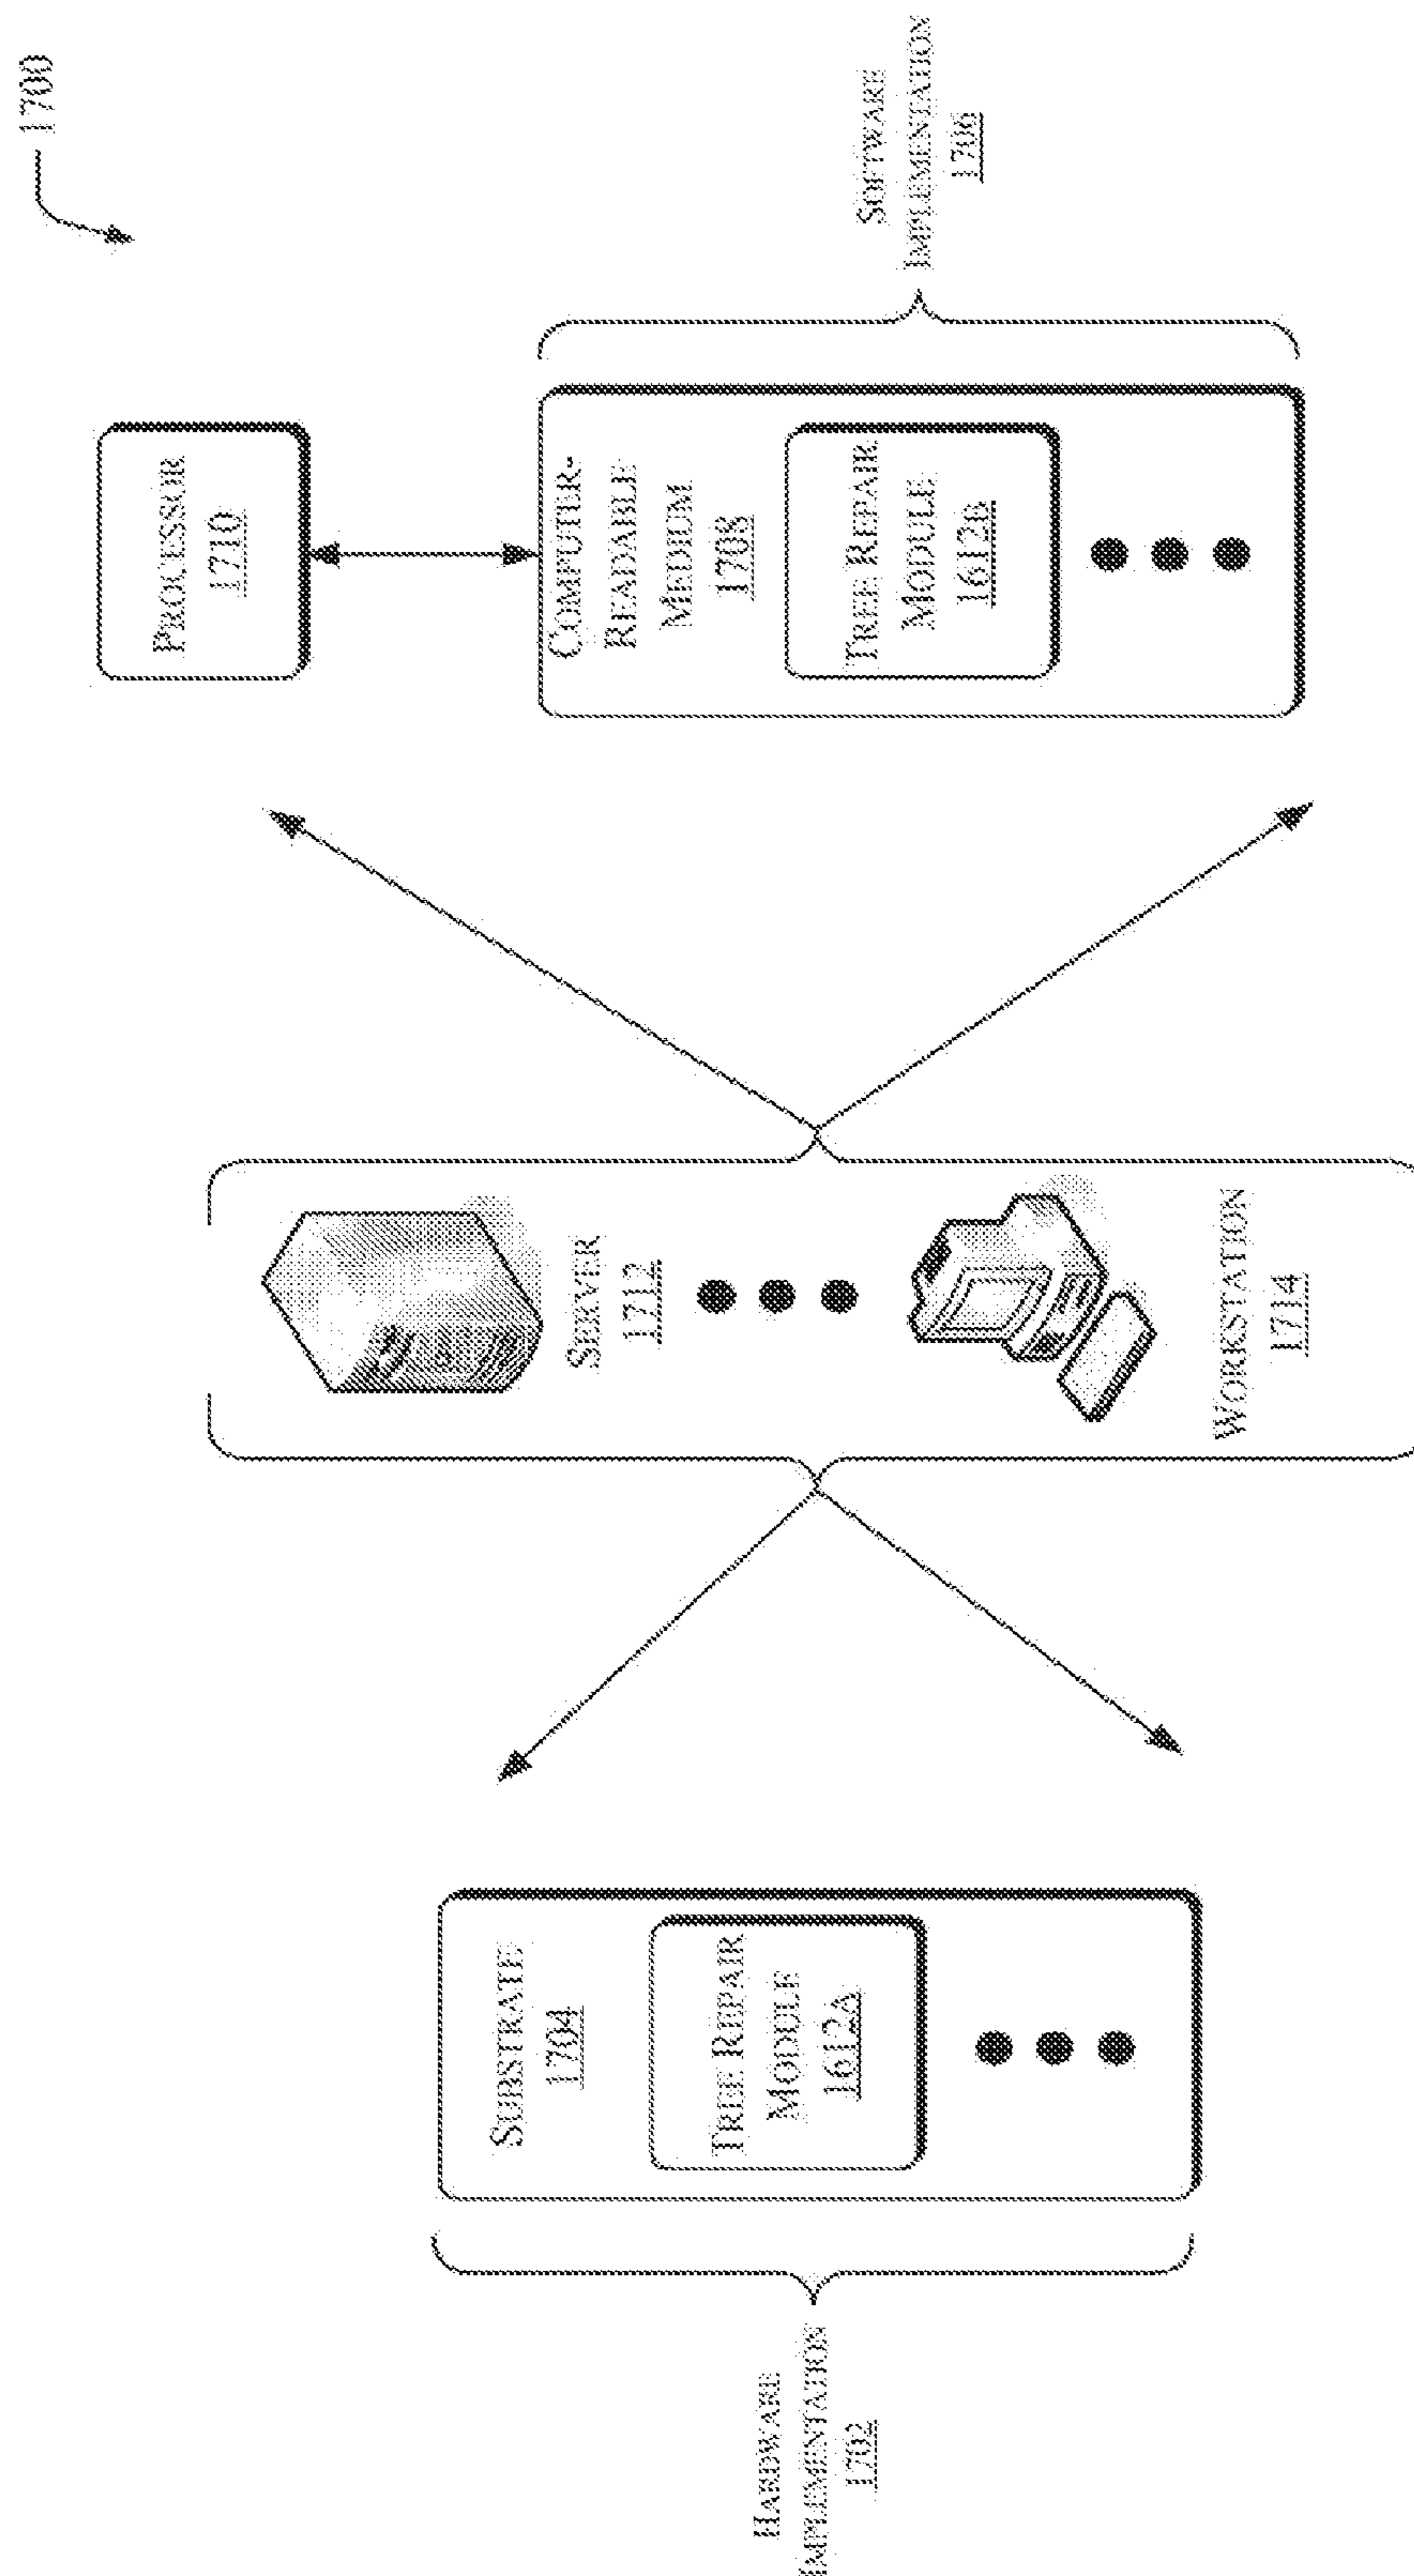 1700
HARDWARE
IMPLEMENTATION
1702
SUBSTRATE
1704
TREE REPAIR
MODULE
1612A
SERVER
1712
WORKSTATION
1714
PROCESSOR
1710
COMPUTER-
READABLE
MEDIUM
1708
TREE REPAIR
MODULE
1612B
SOFTWARE
IMPLEMENTATION
1706